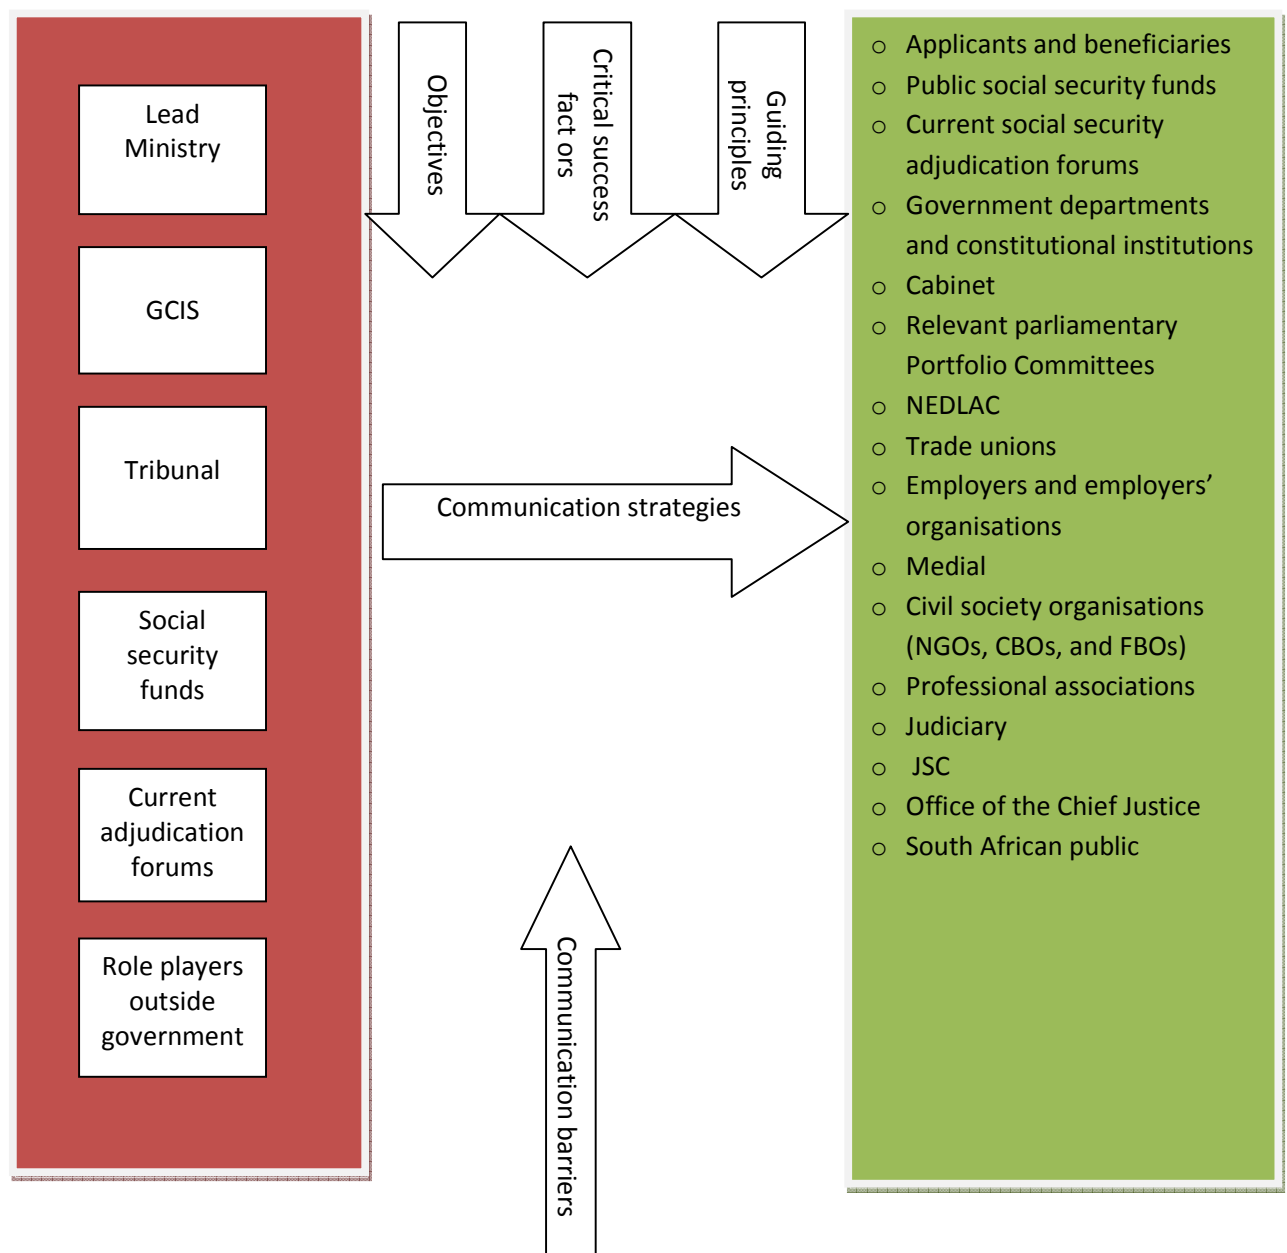 Lead
Ministry
GCIS
Tribunal
Social
security
funds
Current
adjudication
forums
Role players
outside
government
Objectives
Critical success
fact ors
Guiding
principles
Communication strategies
Communication barriers
o Applicants and beneficiaries
o Public social security funds
o Current social security
adjudication forums
o Government departments
and constitutional institutions
o Cabinet
o Relevant parliamentary
Portfolio Committees
o NEDLAC
o Trade unions
o Employers and employers’
organisations
o Medial
o Civil society organisations
(NGOs, CBOs, and FBOs)
o Professional associations
o Judiciary
o JSC
o Office of the Chief Justice
o South African public